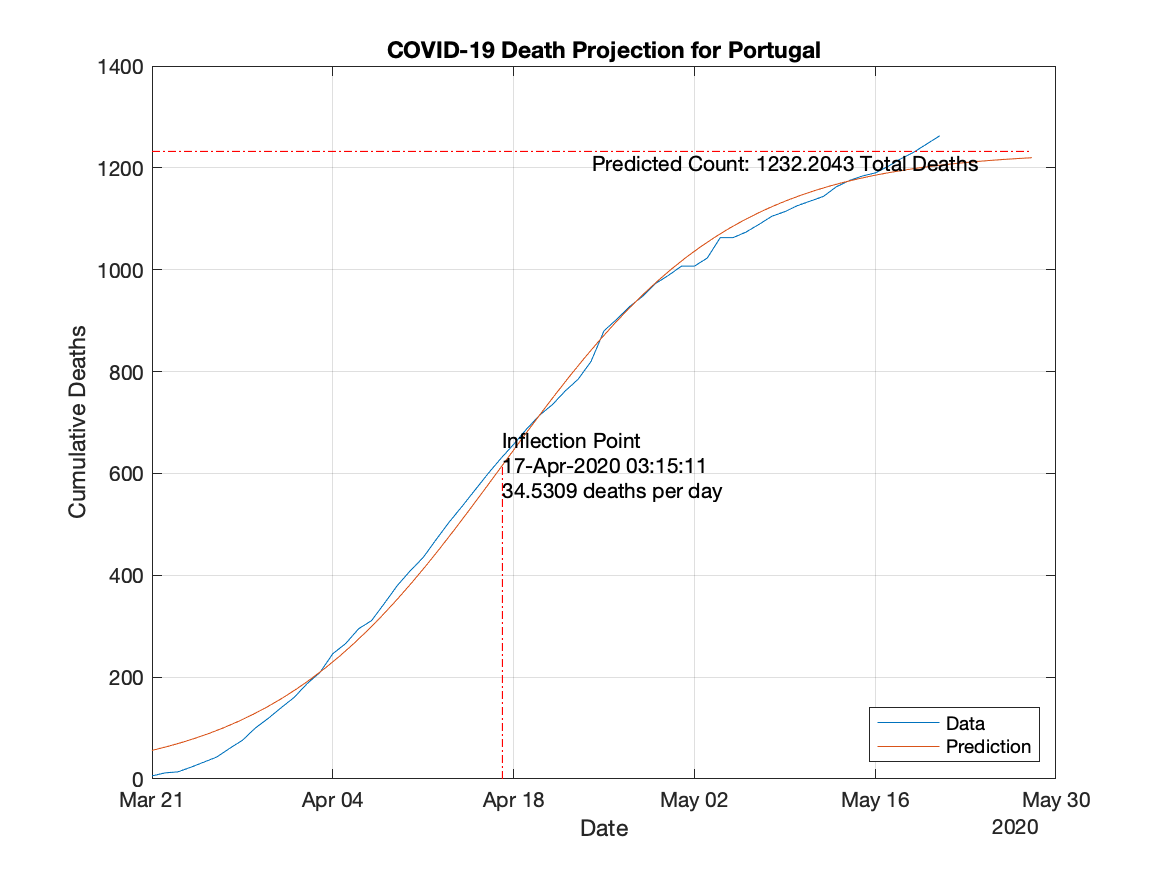 COVID-19 Death Projection for Portugal
1400
1200
1000
800
600
400
200
0
Cumulative Deaths
Predicted Count: 1232.2043 Total Deaths
Inflection Point
17-Apr-2020 03:15:11
34.5309 deaths per day
Data
Prediction
Mar 21 Apr 04 Apr 18 May 02 May 16 May 30
Date
2020